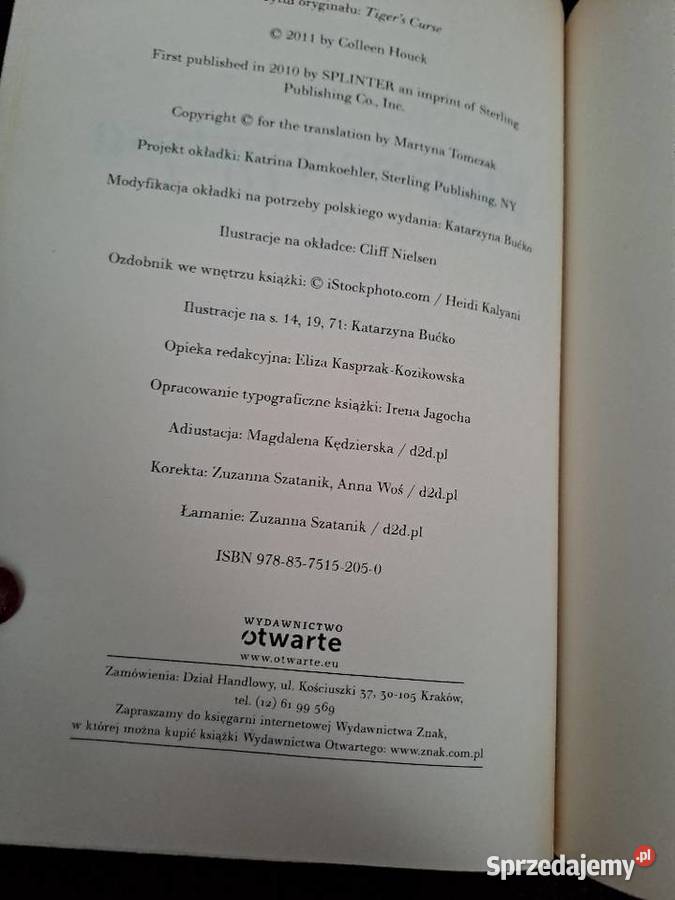 oryginału: Tiger's Curse
© 2011 by Colleen Houck
First published in 2010 by SPLINTER an imprint of Sterling
Publishing Co., Inc.
Copyright © for the translation by Martyna Tomczak
Projekt okładki: Katrina Damkoehler, Sterling Publishing, NY
Modyfikacja okładki na potrzeby polskiego wydania: Katarzyna Bućko
Ilustracje na okładce: Cliff Nielsen
Ozdobnik we wnętrzu książki: © iStockphoto.com / Heidi Kalyani
Ilustracje na s. 14, 19, 71: Katarzyna Bućko
Opieka redakcyjna: Eliza Kasprzak-Kozikowska
Opracowanie typograficzne książki: Irena Jagocha
Adiustacja: Magdalena Kędzierska / d2d.pl
Korekta: Zuzanna Szatanik, Anna Woś / d2d.pl
Łamanie: Zuzanna Szatanik / d2d.pl
ISBN 978-83-7515-205-0
WYDAWNICTWO
otwarte
www.otwarte.eu
Zamówienia: Dział Handlowy, ul. Kościuszki 37, 30-105 Kraków,
tel. (12) 61 99 569
Zapraszamy do księgarni internetowej Wydawnictwa Znak,
w której można kupić książki Wydawnictwa Otwartego: www.znak.com.pl
Sprzedajemy.pl